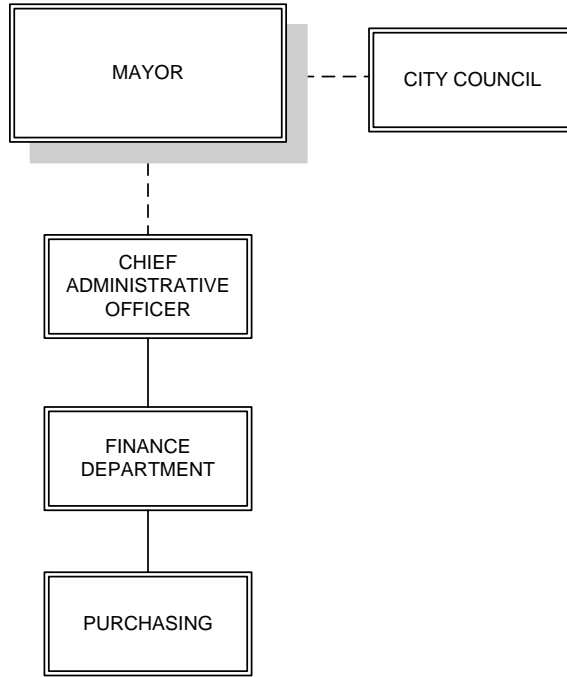 MAYOR
CITY COUNCIL
CHIEF
ADMINISTRATIVE
OFFICER
FINANCE
DEPARTMENT
PURCHASING